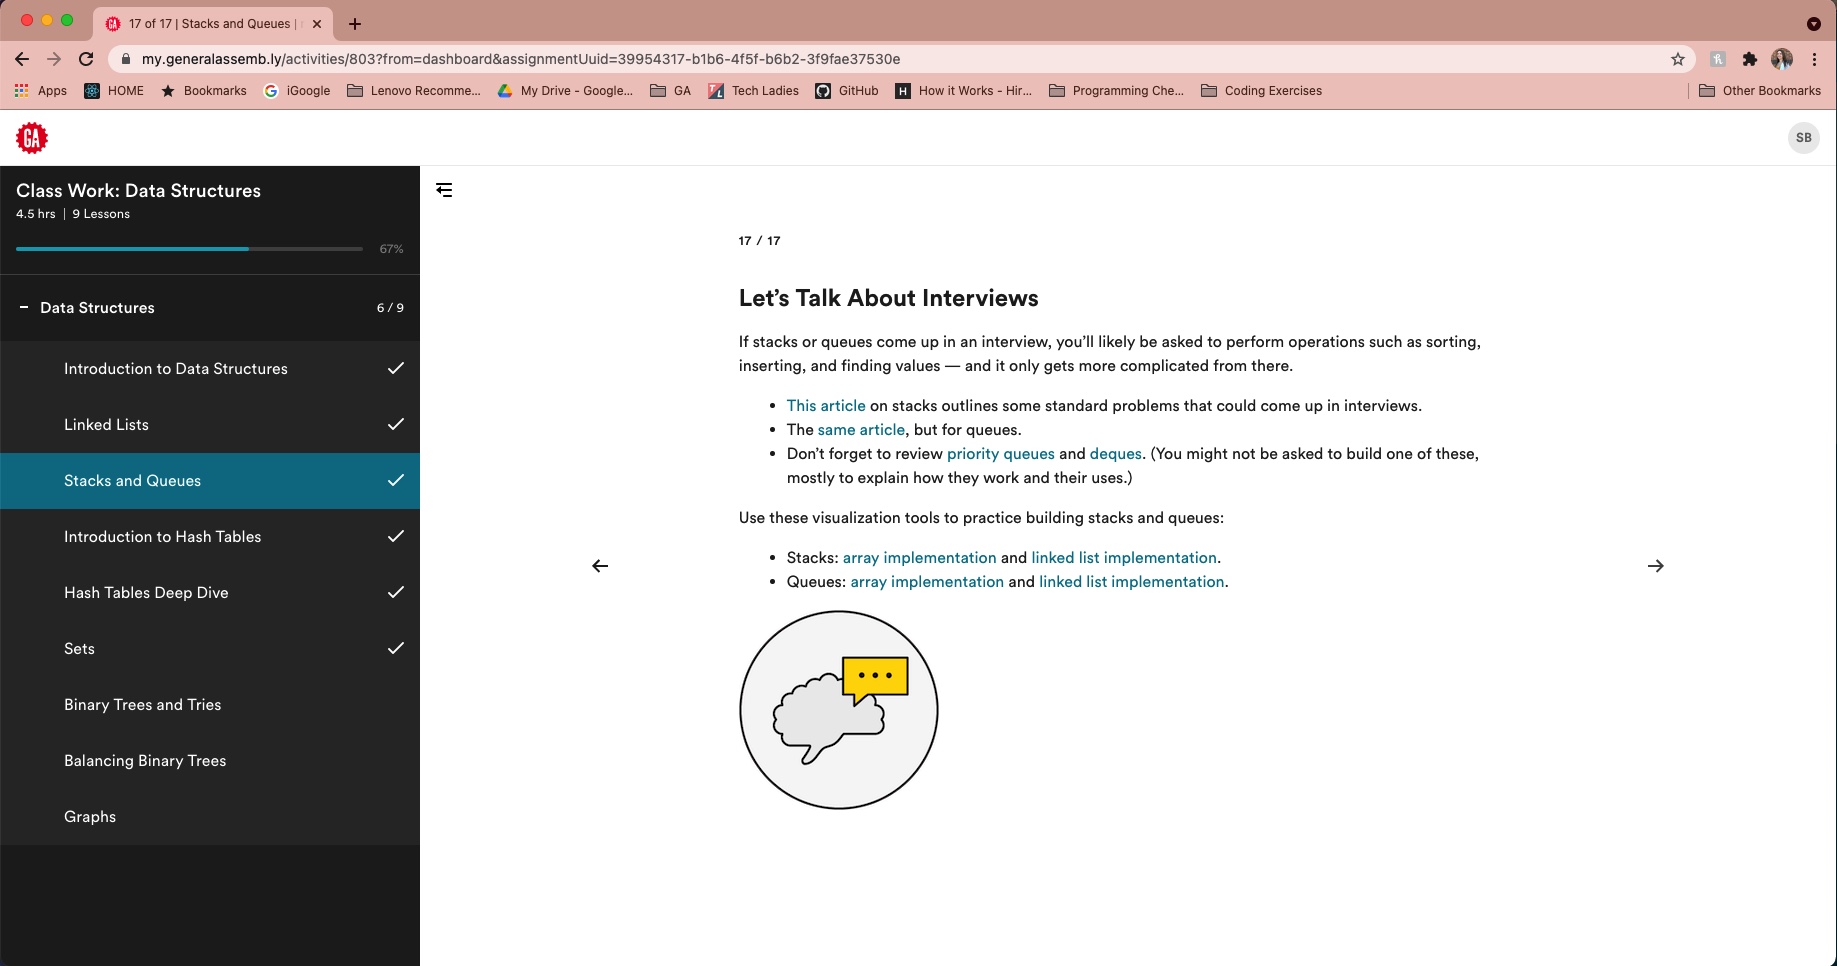 17 of 17 | Stacks and Queues |
my.generalassemb.ly/activities/803?from=dashboard&assignmentUuid=39954317-b1b6-4f5f-b6b2-3f9fae37530e
Apps HOME Bookmarks iGoogle Lenovo Recomme... My Drive - Google... GA Tech Ladies GitHub How it Works - Hir... Programming Che... Coding Exercises Other Bookmarks
GA SB
Class Work: Data Structures
4.5 hrs | 9 Lessons
67%
Data Structures 6 / 9
Introduction to Data Structures
Linked Lists
Stacks and Queues
Introduction to Hash Tables
Hash Tables Deep Dive
Sets
Binary Trees and Tries
Balancing Binary Trees
Graphs
17 / 17
Let’s Talk About Interviews
If stacks or queues come up in an interview, you’ll likely be asked to perform operations such as sorting,
inserting, and finding values — and it only gets more complicated from there.
• This article on stacks outlines some standard problems that could come up in interviews.
• The same article, but for queues.
• Don’t forget to review priority queues and deques. (You might not be asked to build one of these,
mostly to explain how they work and their uses.)
Use these visualization tools to practice building stacks and queues:
• Stacks: array implementation and linked list implementation.
• Queues: array implementation and linked list implementation.